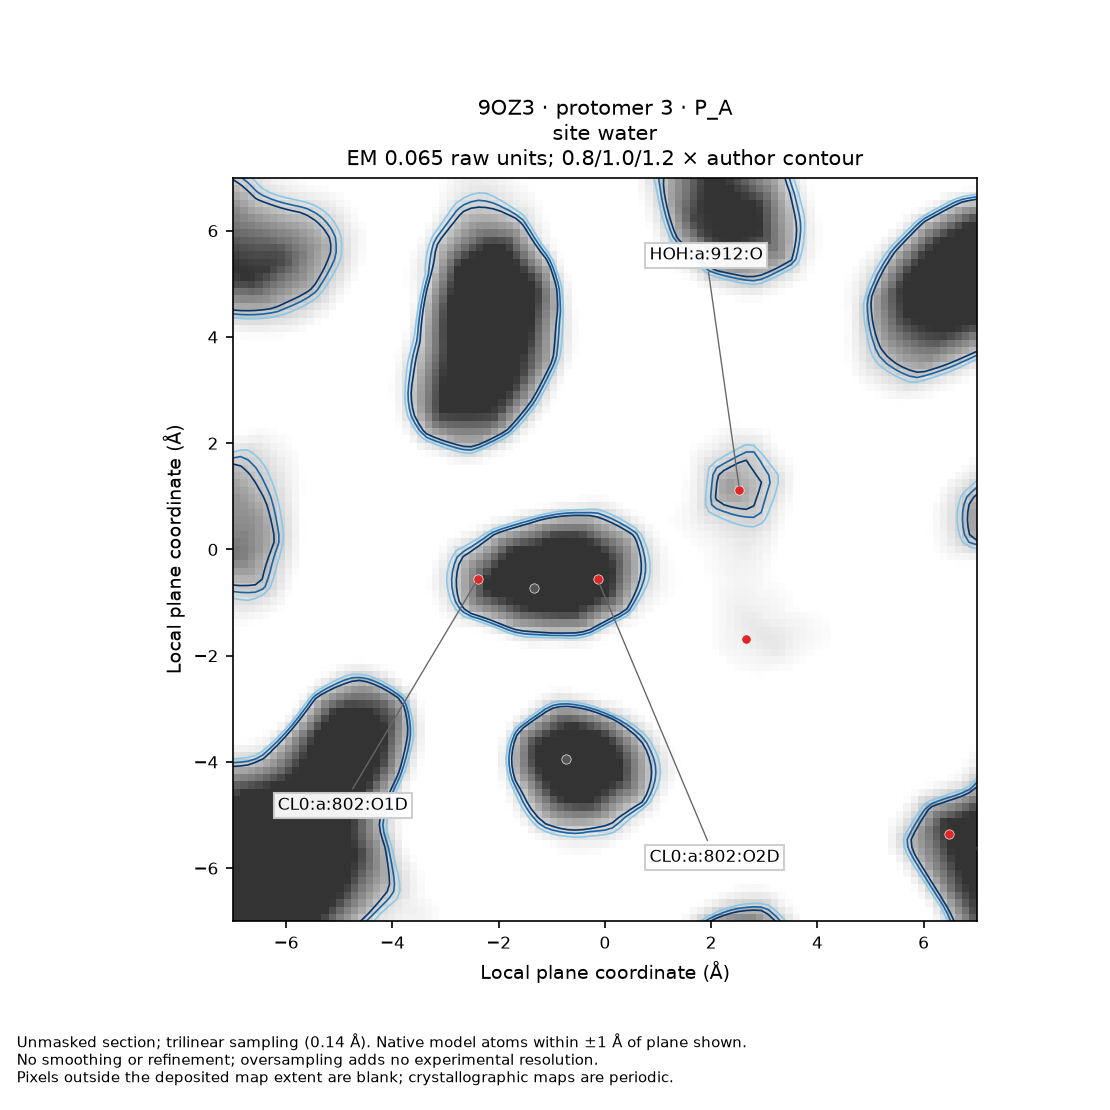 9OZ3 · protomer 3 · P_A
site water
EM 0.065 raw units; 0.8/1.0/1.2 × author contour
HOH:a:912:O
CL0:a:802:O1D
CL0:a:802:O2D
Local plane coordinate (Å)
6
4
2
0
−2
−4
−6
−6
−4
−2
0
2
4
6
Local plane coordinate (Å)
Unmasked section; trilinear sampling (0.14 Å). Native model atoms within ±1 Å of plane shown.
No smoothing or refinement; oversampling adds no experimental resolution.
Pixels outside the deposited map extent are blank; crystallographic maps are periodic.